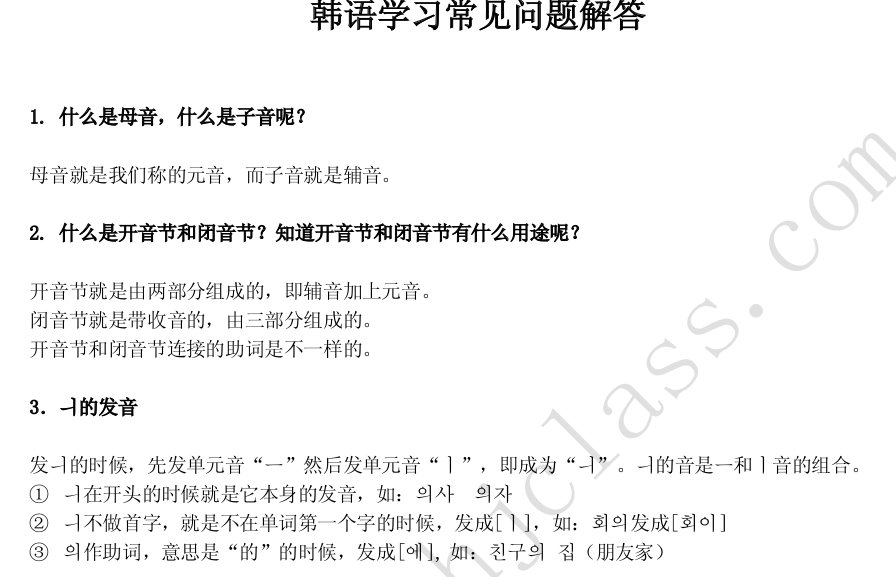 韩语学习常见问题解答
1. 什么是母音，什么是子音呢？
母音就是我们称的元音，而子音就是辅音。
2. 什么是开音节和闭音节？知道开音节和闭音节有什么用途呢？
开音节就是由两部分组成的，即辅音加上元音。
闭音节就是带收音的，由三部分组成的。
开音节和闭音节连接的助词是不一样的。
3. ㅢ的发音
发ㅢ的时候，先发单元音“ㅡ”然后发单元音“ㅣ”，即成为“ㅢ”。ㅢ的音是ㅡ和ㅣ音的组合。
① ㅢ在开头的时候就是它本身的发音，如：의사 의자
② ㅢ不做首字，就是不在单词第一个字的时候，发成[ㅣ]，如：회의发成[회이]
③ 의作助词，意思是“的”的时候，发成[에],如：친구의 집（朋友家）
hjclass.com